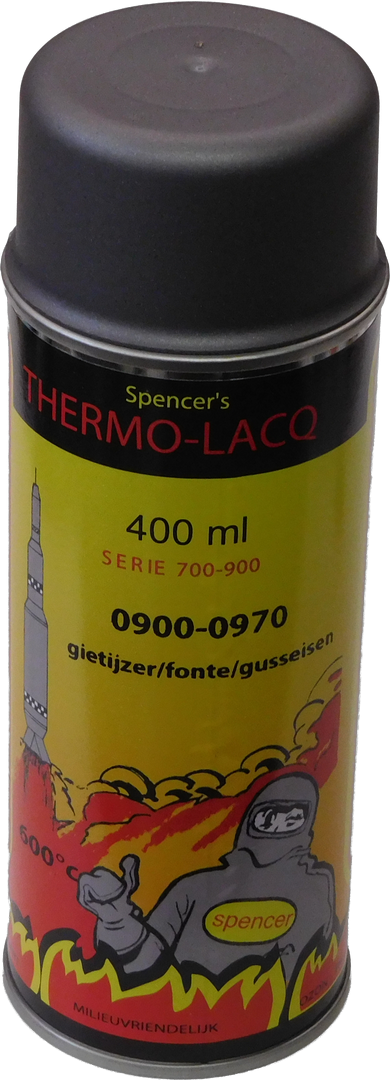 Spencer's
THERMO-LACQ
400 ml
SERIE 700-900
0900-0970
gietijzer/fonte/gusseisen
600°C
spencer
MILIEUVRIENDELIJK